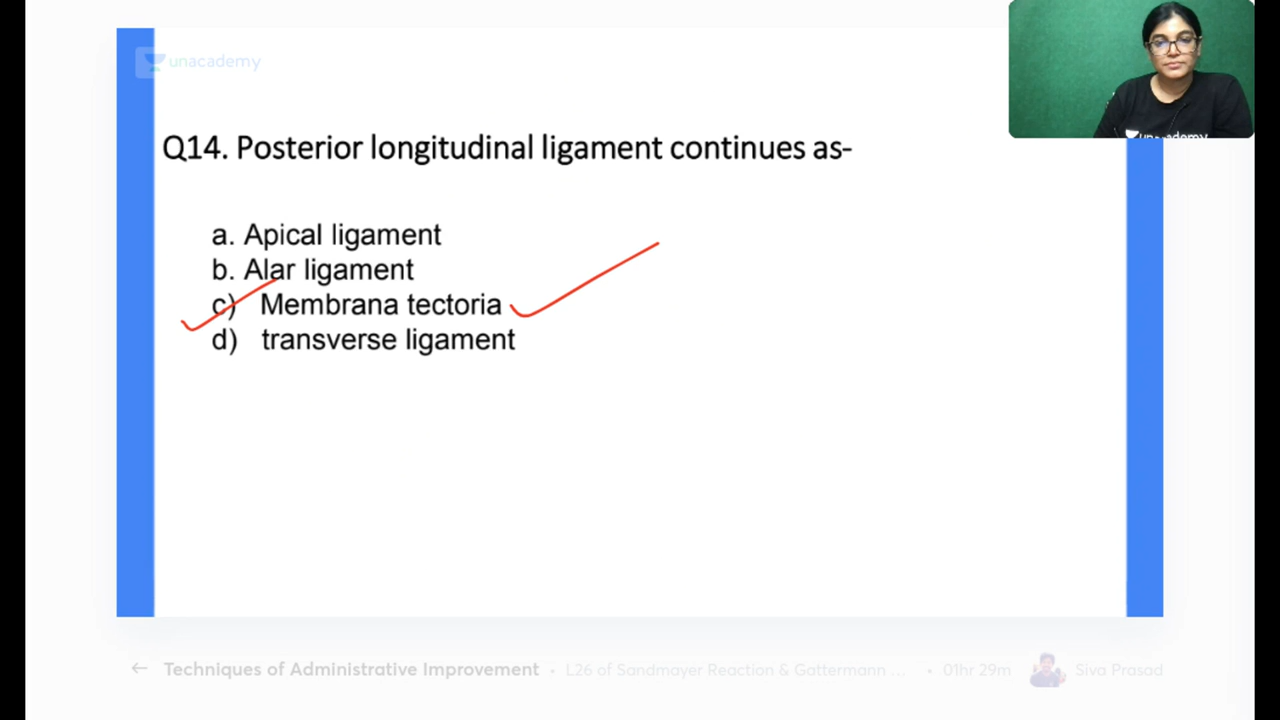 unacademy
Q14. Posterior longitudinal ligament continues as-
a. Apical ligament
b. Alar ligament
c) Membrana tectoria
d) transverse ligament
unacademy
← Techniques of Administrative Improvement • L26 of Sandmayer Reaction & Gattermann ... • 01hr 29m Siva Prasad